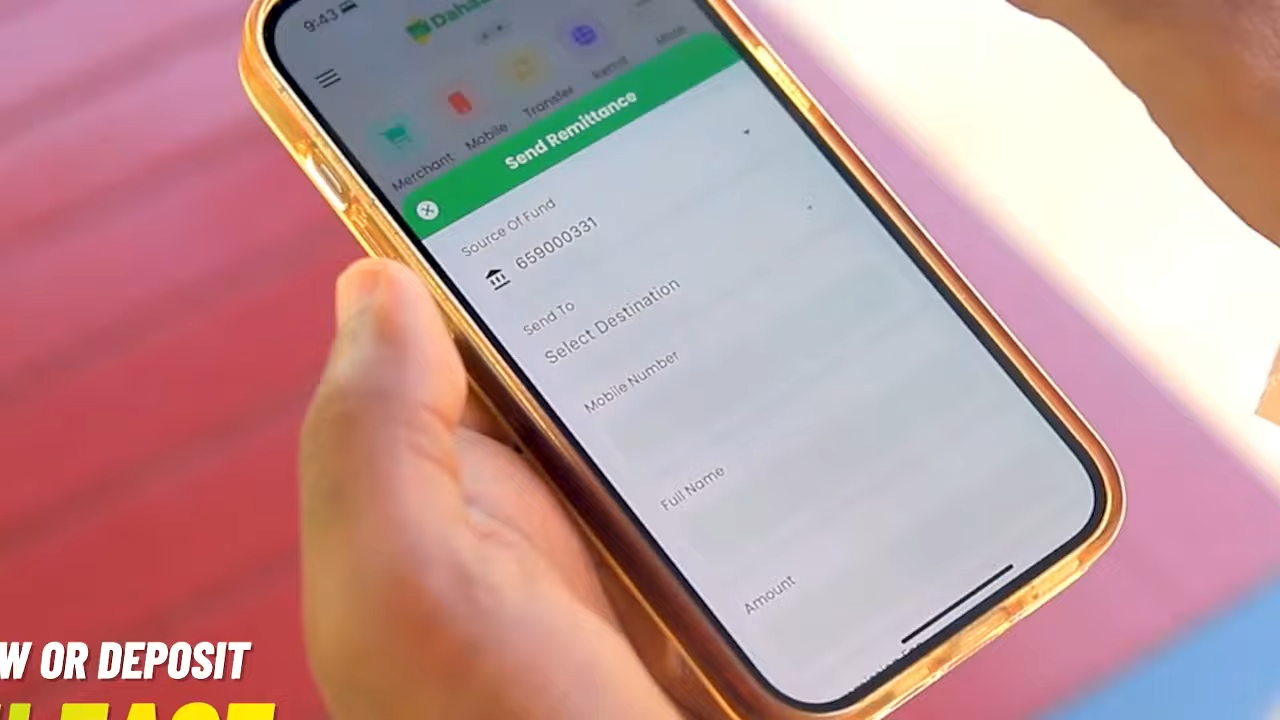 9:43
Merchant
Mobile
Transfer
Remit
Send Remittance
Source Of Fund
659000331
Send To
Select Destination
Mobile Number
Full Name
Amount
W OR DEPOSIT